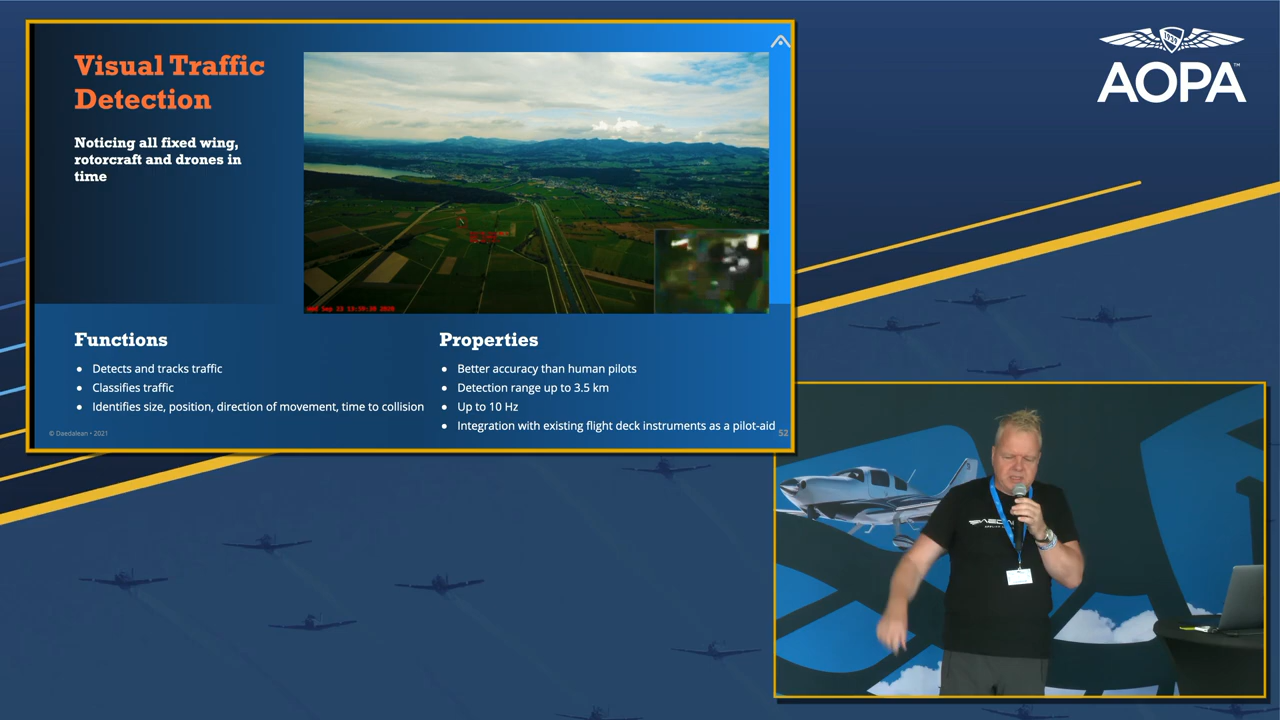 Visual Traffic
Detection
Noticing all fixed wing,
rotorcraft and drones in
time
Functions
● Detects and tracks traffic
● Classifies traffic
● Identifies size, position, direction of movement, time to collision
Properties
● Better accuracy than human pilots
● Detection range up to 3.5 km
● Up to 10 Hz
● Integration with existing flight deck instruments as a pilot-aid
© Daedalean • 2021
52
AOPA™